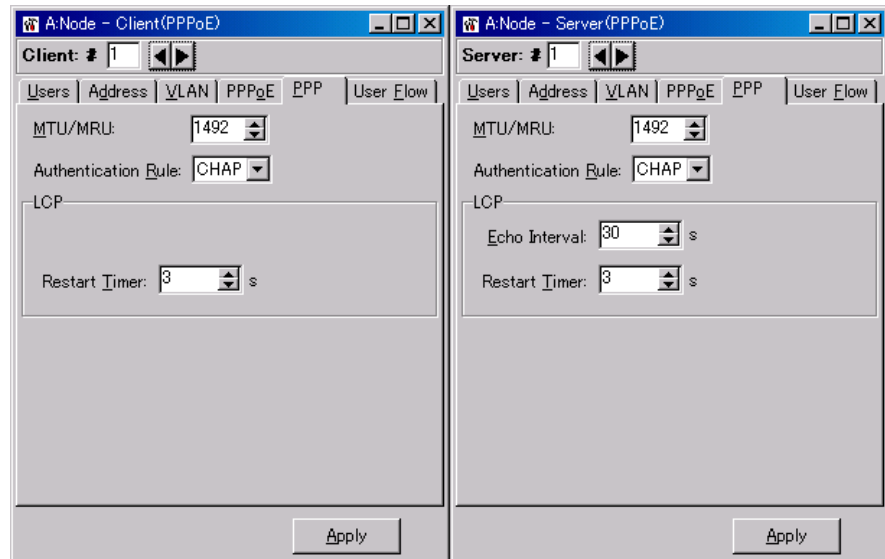 A:Node - Client(PPPoE)
Client: # 1
Users Address VLAN PPPoE PPP User Flow
MTU/MRU: 1492
Authentication Rule: CHAP
LCP
Restart Timer: 3 s
Apply
A:Node - Server(PPPoE)
Server: # 1
Users Address VLAN PPPoE PPP User Flow
MTU/MRU: 1492
Authentication Rule: CHAP
LCP
Echo Interval: 30 s
Restart Timer: 3 s
Apply